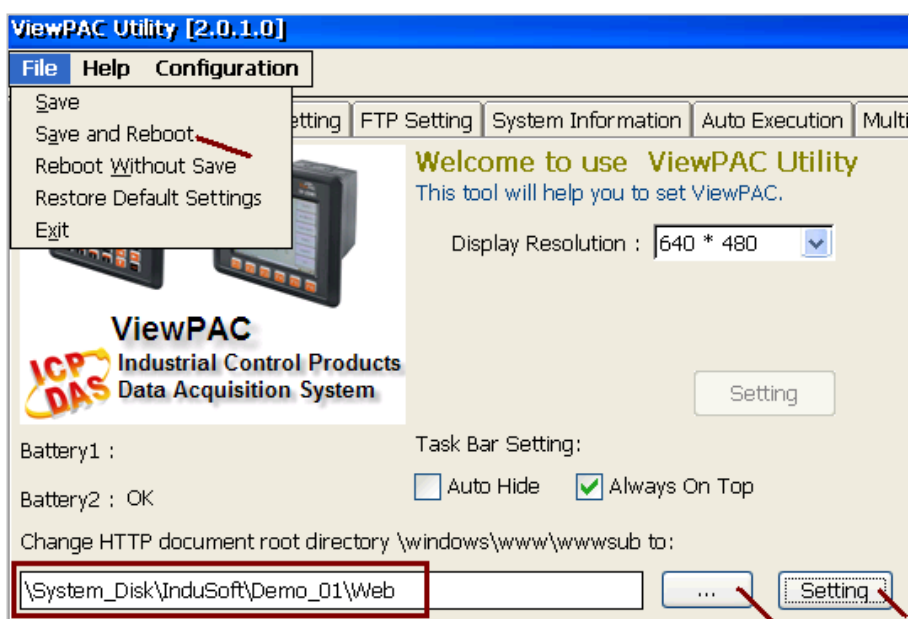 ViewPAC Utility [2.0.1.0]
File Help Configuration
Save
Save and Reboot
Reboot Without Save
Restore Default Settings
Exit
etting FTP Setting System Information Auto Execution Multi
Welcome to use ViewPAC Utility
This tool will help you to set ViewPAC.
Display Resolution : 640 * 480
ViewPAC
ICP DAS
Industrial Control Products
Data Acquisition System
Setting
Battery1 :
Task Bar Setting:
Battery2 : OK
Auto Hide Always On Top
Change HTTP document root directory \windows\www\wwwsub to:
\System_Disk\InduSoft\Demo_01\Web ... Setting